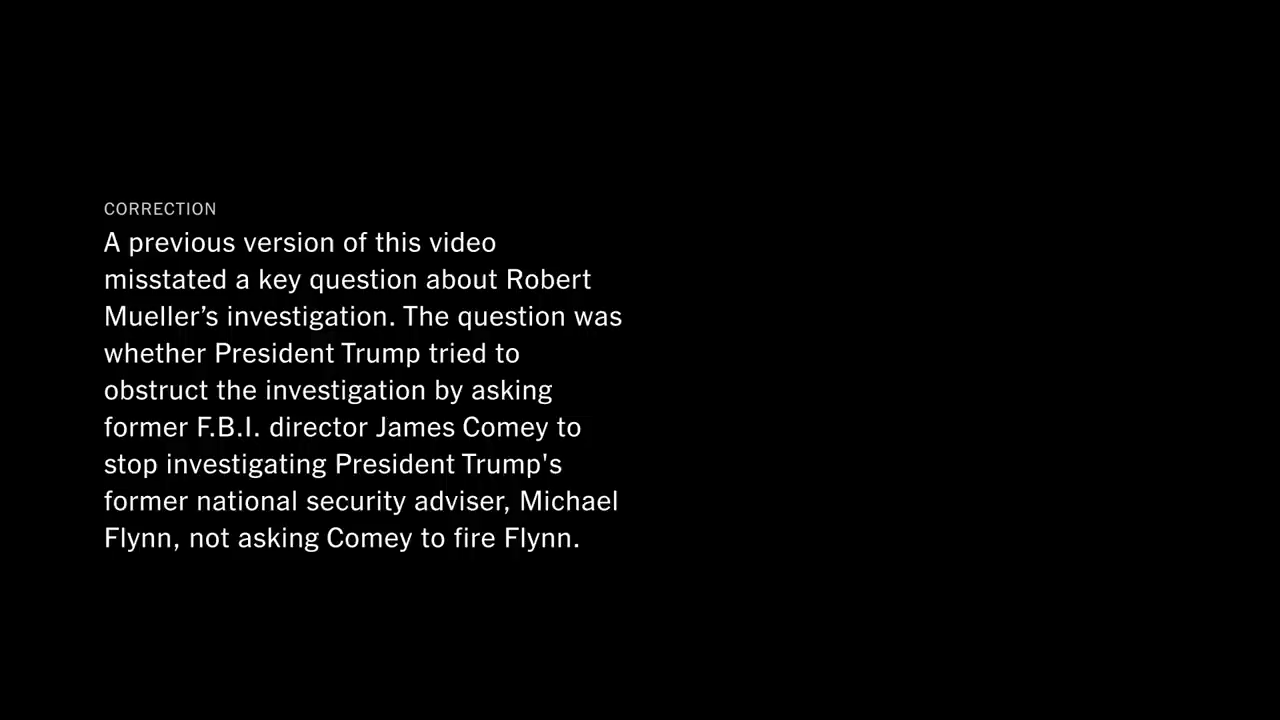 CORRECTION
A previous version of this video
misstated a key question about Robert
Mueller’s investigation. The question was
whether President Trump tried to
obstruct the investigation by asking
former F.B.I. director James Comey to
stop investigating President Trump's
former national security adviser, Michael
Flynn, not asking Comey to fire Flynn.